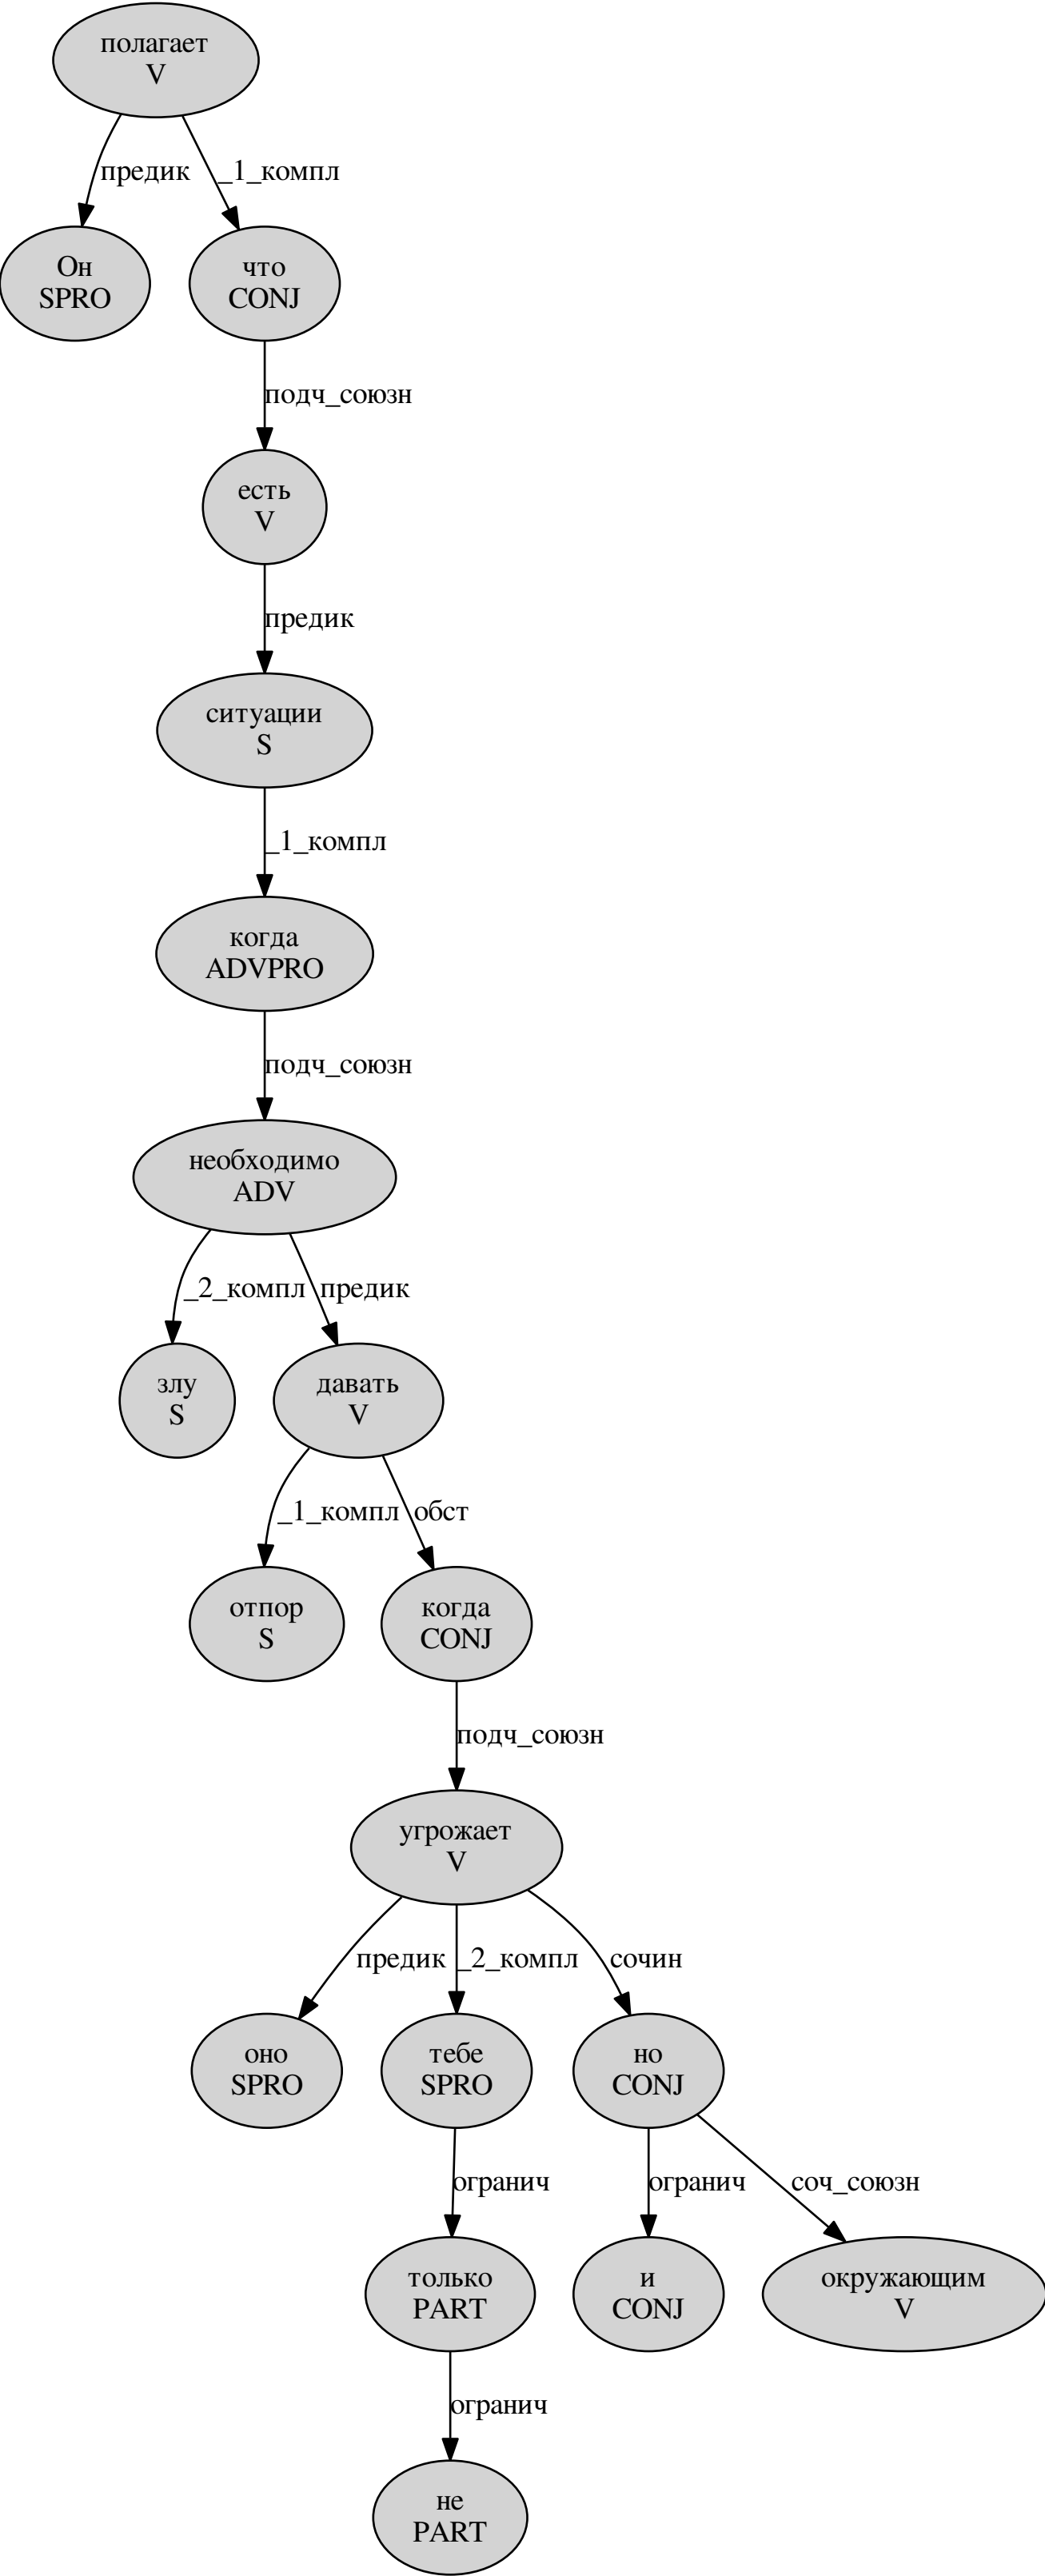 полагает
V
предик
_1_компл
Он
SPRO
что
CONJ
подч_союзн
есть
V
предик
ситуации
S
_1_компл
когда
ADVPRO
подч_союзн
необходимо
ADV
_2_компл
предик
злу
S
давать
V
_1_компл
обст
отпор
S
когда
CONJ
подч_союзн
угрожает
V
предик
_2_компл
сочин
оно
SPRO
тебе
SPRO
но
CONJ
огранич
огранич
соч_союзн
только
PART
и
CONJ
окружающим
V
огранич
не
PART